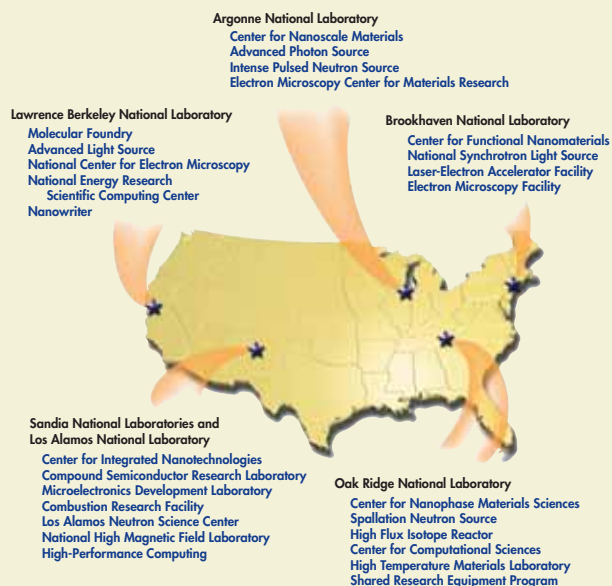 Argonne National Laboratory
Center for Nanoscale Materials
Advanced Photon Source
Intense Pulsed Neutron Source
Electron Microscopy Center for Materials Research
Lawrence Berkeley National Laboratory
Molecular Foundry
Advanced Light Source
National Center for Electron Microscopy
National Energy Research
Scientific Computing Center
Nanowriter
Brookhaven National Laboratory
Center for Functional Nanomaterials
National Synchrotron Light Source
Laser-Electron Accelerator Facility
Electron Microscopy Facility
Sandia National Laboratories and
Los Alamos National Laboratory
Center for Integrated Nanotechnologies
Compound Semiconductor Research Laboratory
Microelectronics Development Laboratory
Combustion Research Facility
Los Alamos Neutron Science Center
National High Magnetic Field Laboratory
High-Performance Computing
Oak Ridge National Laboratory
Center for Nanophase Materials Sciences
Spallation Neutron Source
High Flux Isotope Reactor
Center for Computational Sciences
High Temperature Materials Laboratory
Shared Research Equipment Program